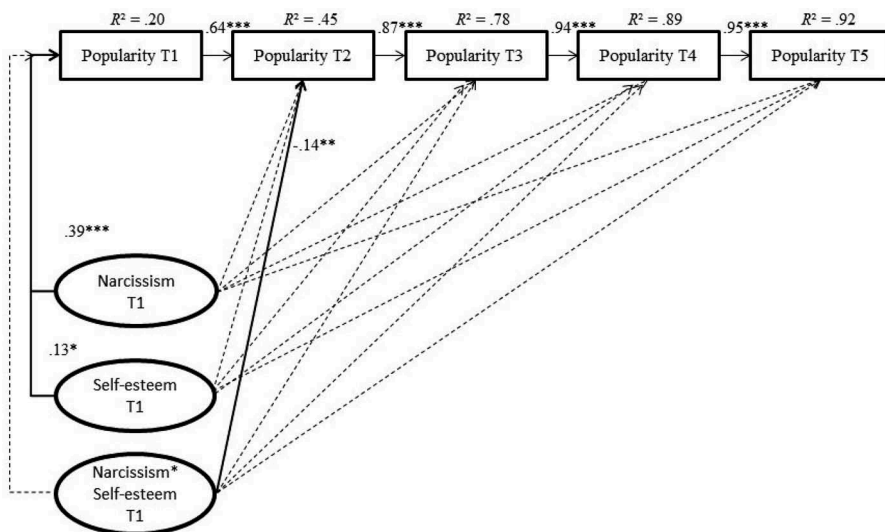 R² = .20
R² = .45
R² = .78
R² = .89
R² = .92
.64***
.87***
.94***
.95***
Popularity T1
Popularity T2
Popularity T3
Popularity T4
Popularity T5
-.14**
.39***
Narcissism
T1
.13*
Self-esteem
T1
Narcissism*
Self-esteem
T1